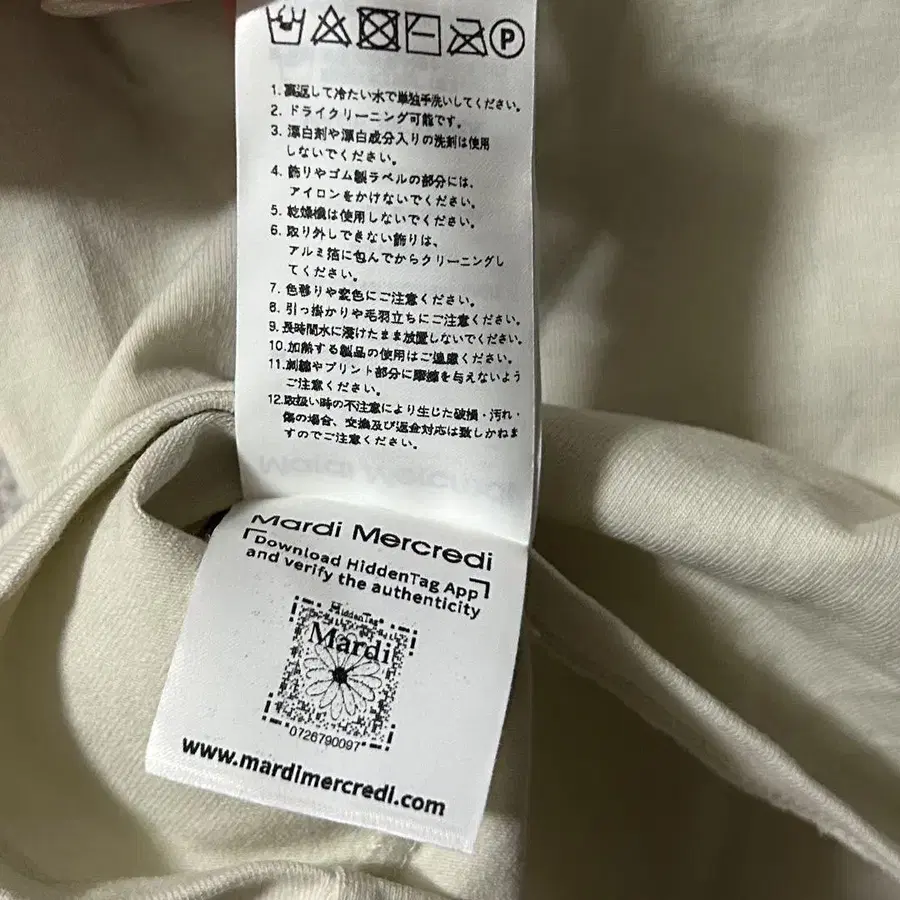 P
1. 裏返して冷たい水で単独手洗いしてください。
2. ドライクリーニング可能です。
3. 漂白剤や漂白成分入りの洗剤は使用
しないでください。
4. 飾りやゴム製ラベルの部分には、
アイロンをかけないでください。
5. 乾燥機は使用しないでください。
6. 取り外しできない飾りは、
アルミ箔に包んでからクリーニングし
てください。
7. 色移りや変色にご注意ください。
8. 引っ掛かりや毛羽立ちにご注意ください。
9. 長時間水に浸けたまま放置しないでください。
10. 加熱する製品の使用はご遠慮ください。
11. 刺繍やプリント部分に摩擦を与えないよう
ご注意ください。
12. 取扱い時の不注意により生じた破損・汚れ・
傷の場合、交換及び返金対応は致しかねま
すのでご注意ください。
Mardi Mercredi
「Download HiddenTag App」
and verify the authenticity
HiddenTag®
Mardi
0726790097
www.mardimercredi.com